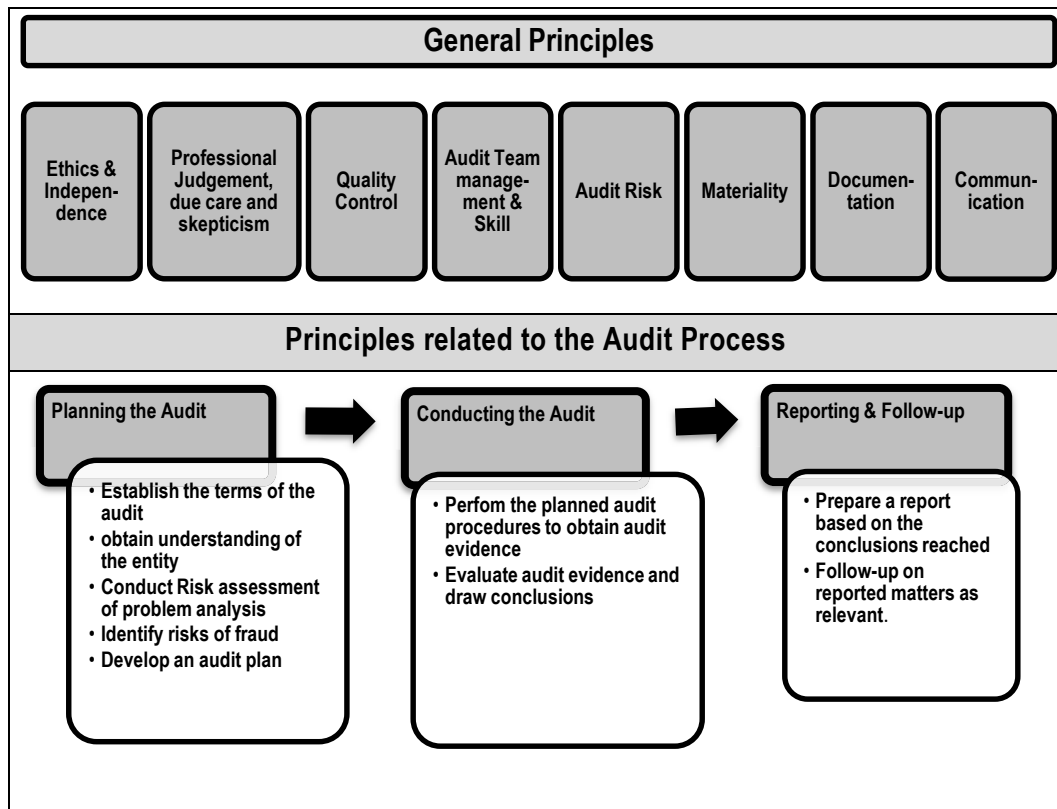 General Principles
Ethics &
Indepen-
dence
Professional
Judgement,
due care and
skepticism
Quality
Control
Audit Team
manage-
ment &
Skill
Audit Risk
Materiality
Documen-
tation
Commun-
ication
Principles related to the Audit Process
Planning the Audit
• Establish the terms of the
audit
• obtain understanding of
the entity
• Conduct Risk assessment
of problem analysis
• Identify risks of fraud
• Develop an audit plan
Conducting the Audit
• Perfom the planned audit
procedures to obtain audit
evidence
• Evaluate audit evidence and
draw conclusions
Reporting & Follow-up
• Prepare a report
based on the
conclusions reached
• Follow-up on
reported matters as
relevant.